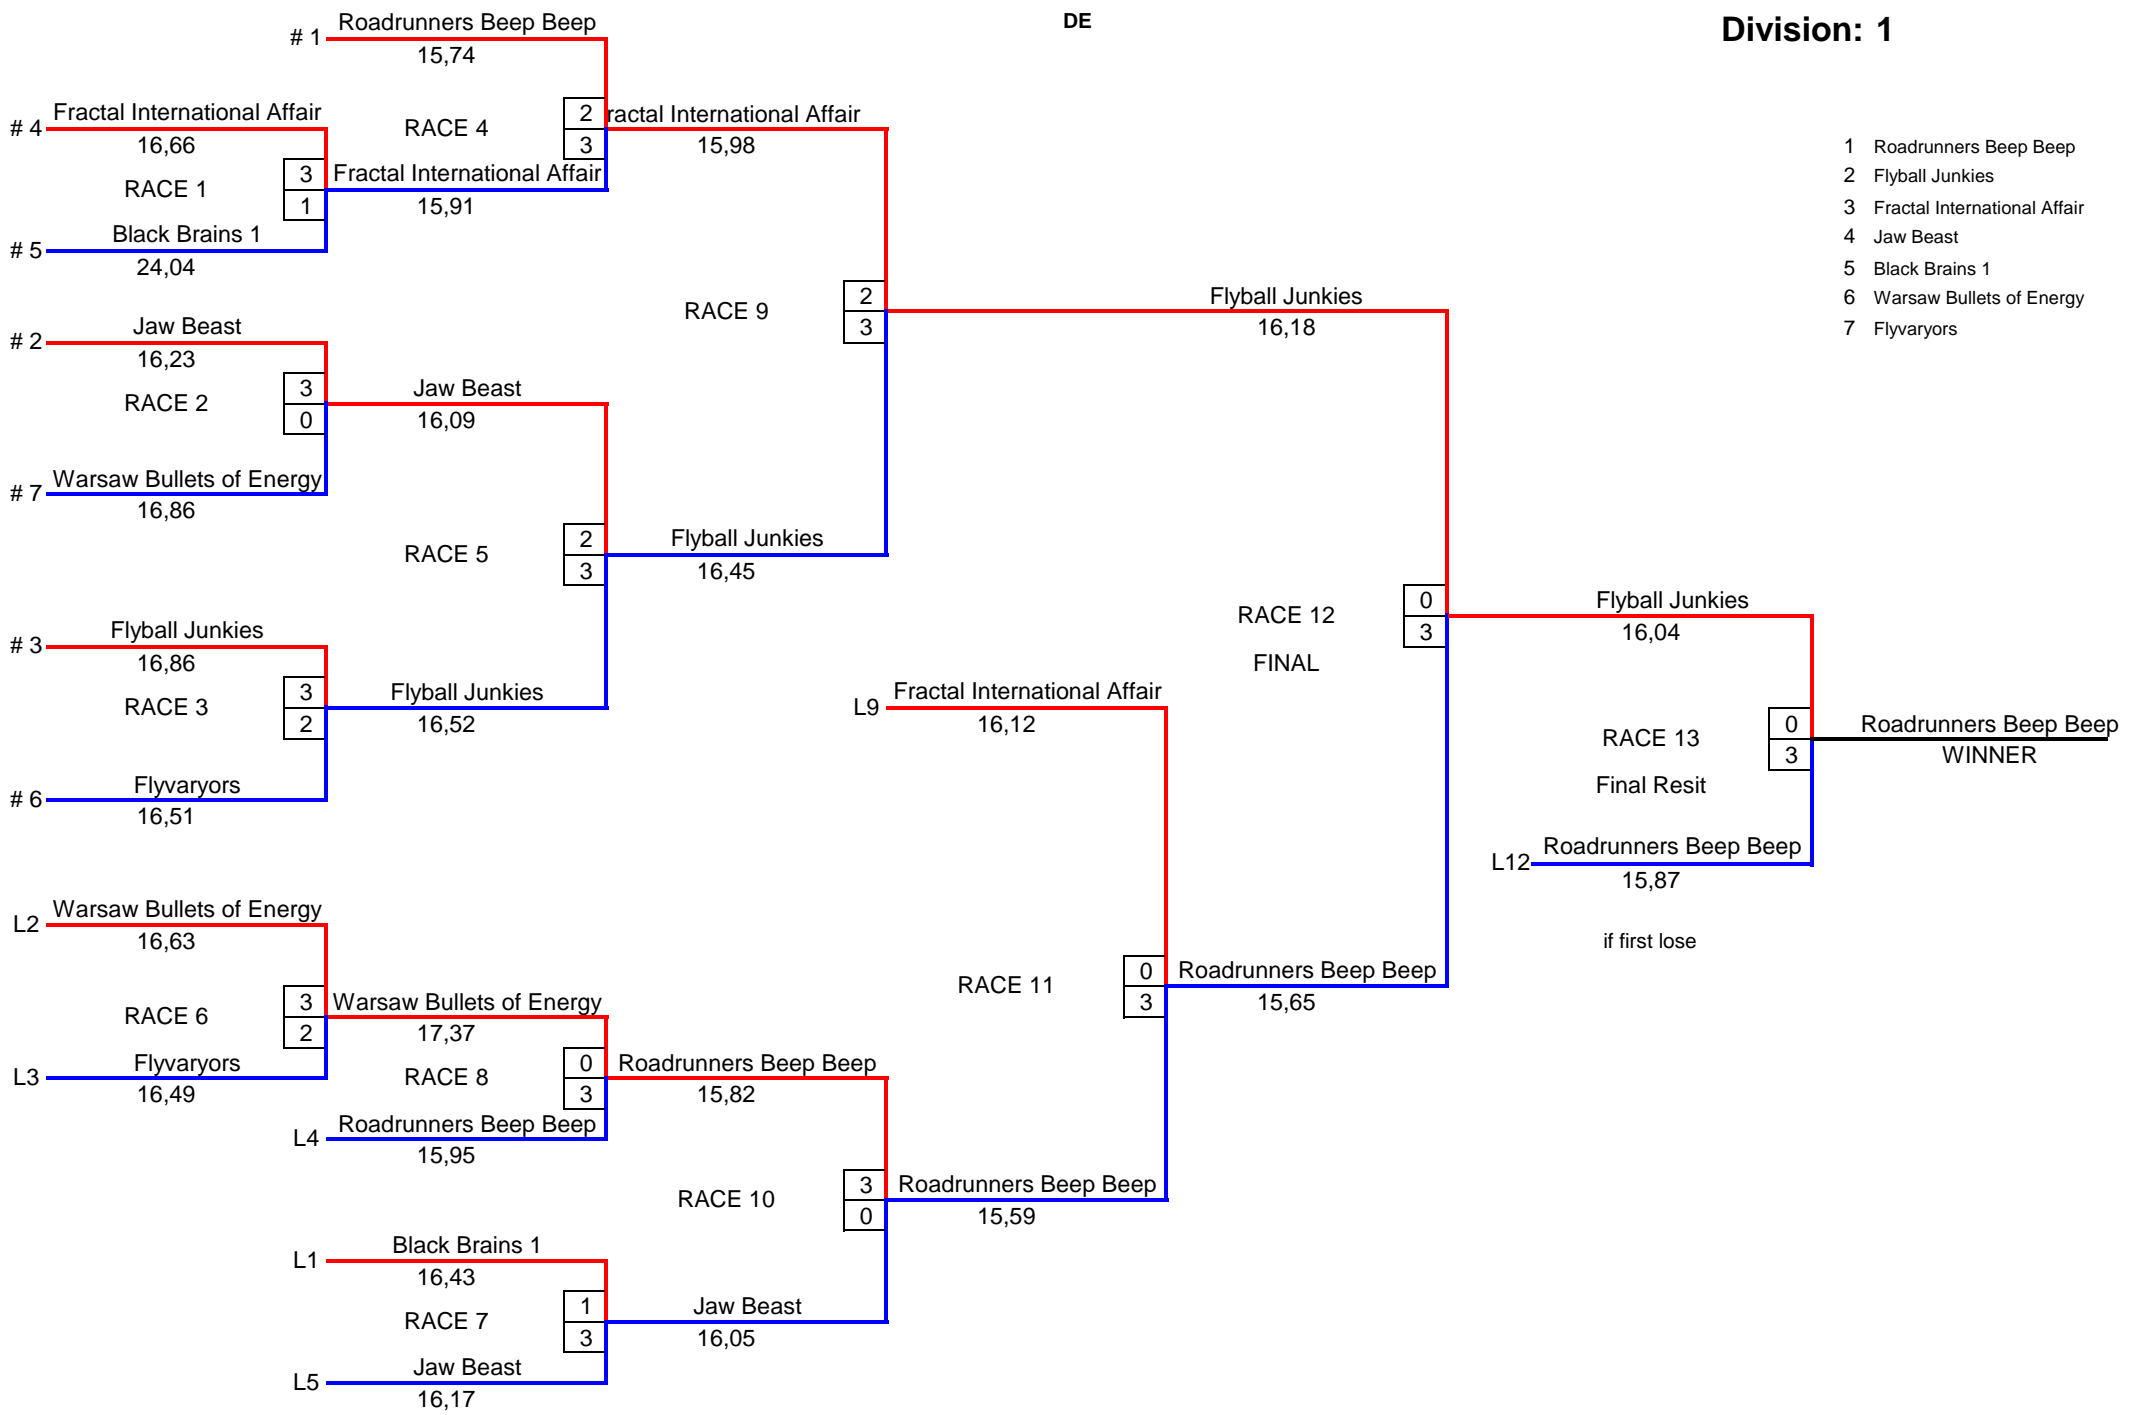 DE
Division: 1
# 1
Roadrunners Beep Beep
15,74
# 4
Fractal International Affair
16,66
RACE 4
2
3
ractal International Affair
15,98
RACE 1
3
1
Fractal International Affair
15,91
# 5
Black Brains 1
24,04
1 Roadrunners Beep Beep
2 Flyball Junkies
3 Fractal International Affair
4 Jaw Beast
5 Black Brains 1
6 Warsaw Bullets of Energy
7 Flyvaryors
# 2
Jaw Beast
16,23
RACE 2
3
0
Jaw Beast
16,09
# 7
Warsaw Bullets of Energy
16,86
RACE 9
2
3
Flyball Junkies
16,18
RACE 5
2
3
Flyball Junkies
16,45
# 3
Flyball Junkies
16,86
RACE 3
3
2
Flyball Junkies
16,52
# 6
Flyvaryors
16,51
RACE 12
FINAL
0
3
Flyball Junkies
16,04
L9
Fractal International Affair
16,12
RACE 13
Final Resit
0
3
Roadrunners Beep Beep
WINNER
L12
Roadrunners Beep Beep
15,87
if first lose
L2
Warsaw Bullets of Energy
16,63
RACE 6
3
2
Warsaw Bullets of Energy
17,37
L3
Flyvaryors
16,49
RACE 8
0
3
Roadrunners Beep Beep
15,82
L4
Roadrunners Beep Beep
15,95
RACE 11
0
3
Roadrunners Beep Beep
15,65
RACE 10
3
0
Roadrunners Beep Beep
15,59
L1
Black Brains 1
16,43
RACE 7
1
3
Jaw Beast
16,05
L5
Jaw Beast
16,17